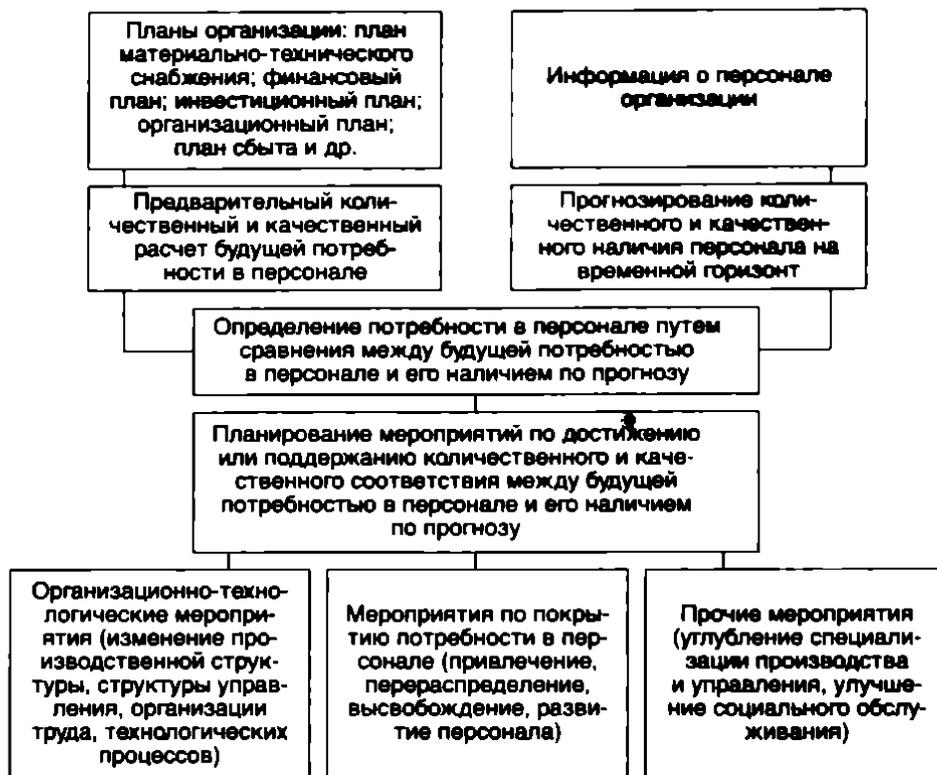 Планы организации: план
материально-технического
снабжения; финансовый
план; инвестиционный план;
организационный план;
план сбыта и др.
Информация о персонале
организации
Предварительный коли-
чественный и качественный
расчет будущей потреб-
ности в персонале
Прогнозирование коли-
чественного и качествен-
ного наличия персонала на
временной горизонт
Определение потребности в персонале путем
сравнения между будущей потребностью
в персонале и его наличием по прогнозу
Планирование мероприятий по достижению
или поддержанию количественного и каче-
ственного соответствия между будущей
потребностью в персонале и его наличием
по прогнозу
Организационно-техно-
логические меропри-
ятия (изменение про-
изводственной струк-
туры, структуры управ-
ления, организации
труда, технологических
процессов)
Мероприятия по покры-
тию потребности в пер-
сонале (привлечение,
перераспределение,
высвобождение, разви-
тие персонала)
Прочие мероприятия
(углубление специали-
зации производства
и управления, улучше-
ние социального обслу-
живания)